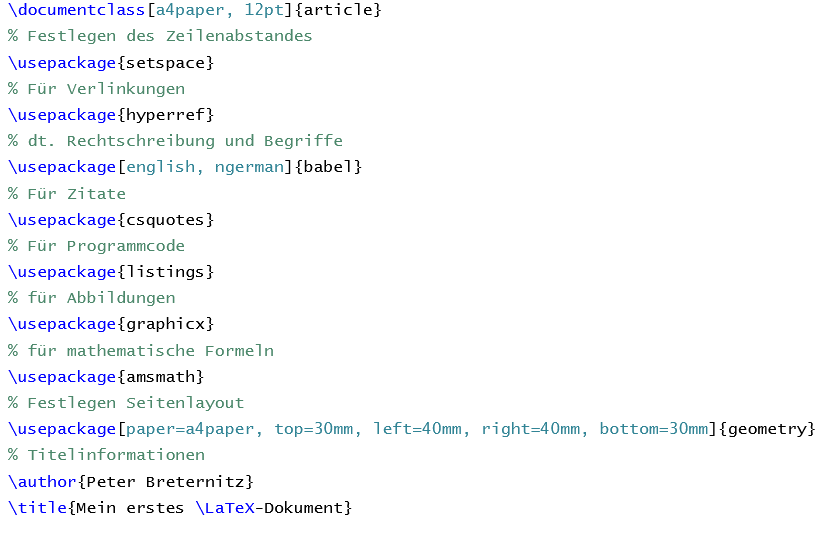 \documentclass[a4paper, 12pt]{article}
% Festlegen des Zeilenabstandes
\usepackage{setspace}
% Für Verlinkungen
\usepackage{hyperref}
% dt. Rechtschreibung und Begriffe
\usepackage[english, ngerman]{babel}
% Für Zitate
\usepackage{csquotes}
% Für Programmcode
\usepackage{listings}
% für Abbildungen
\usepackage{graphicx}
% für mathematische Formeln
\usepackage{amsmath}
% Festlegen Seitenlayout
\usepackage[paper=a4paper, top=30mm, left=40mm, right=40mm, bottom=30mm]{geometry}
% Titelinformationen
\author{Peter Breternitz}
\title{Mein erstes \LaTeX-Dokument}